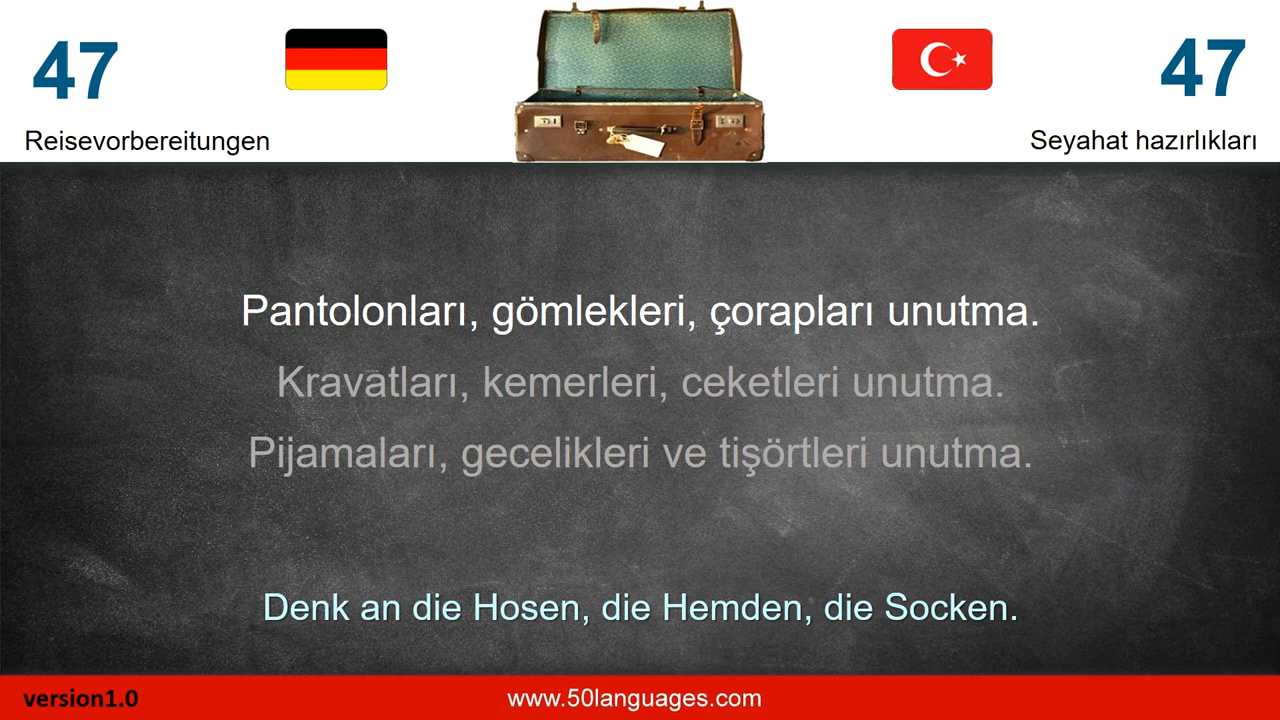 47
47
Reisevorbereitungen
Seyahat hazırlıkları
Pantolonları, gömlekleri, çorapları unutma.
Kravatları, kemerleri, ceketleri unutma.
Pijamaları, gecelikleri ve tişörtleri unutma.
Denk an die Hosen, die Hemden, die Socken.
version1.0
www.50languages.com